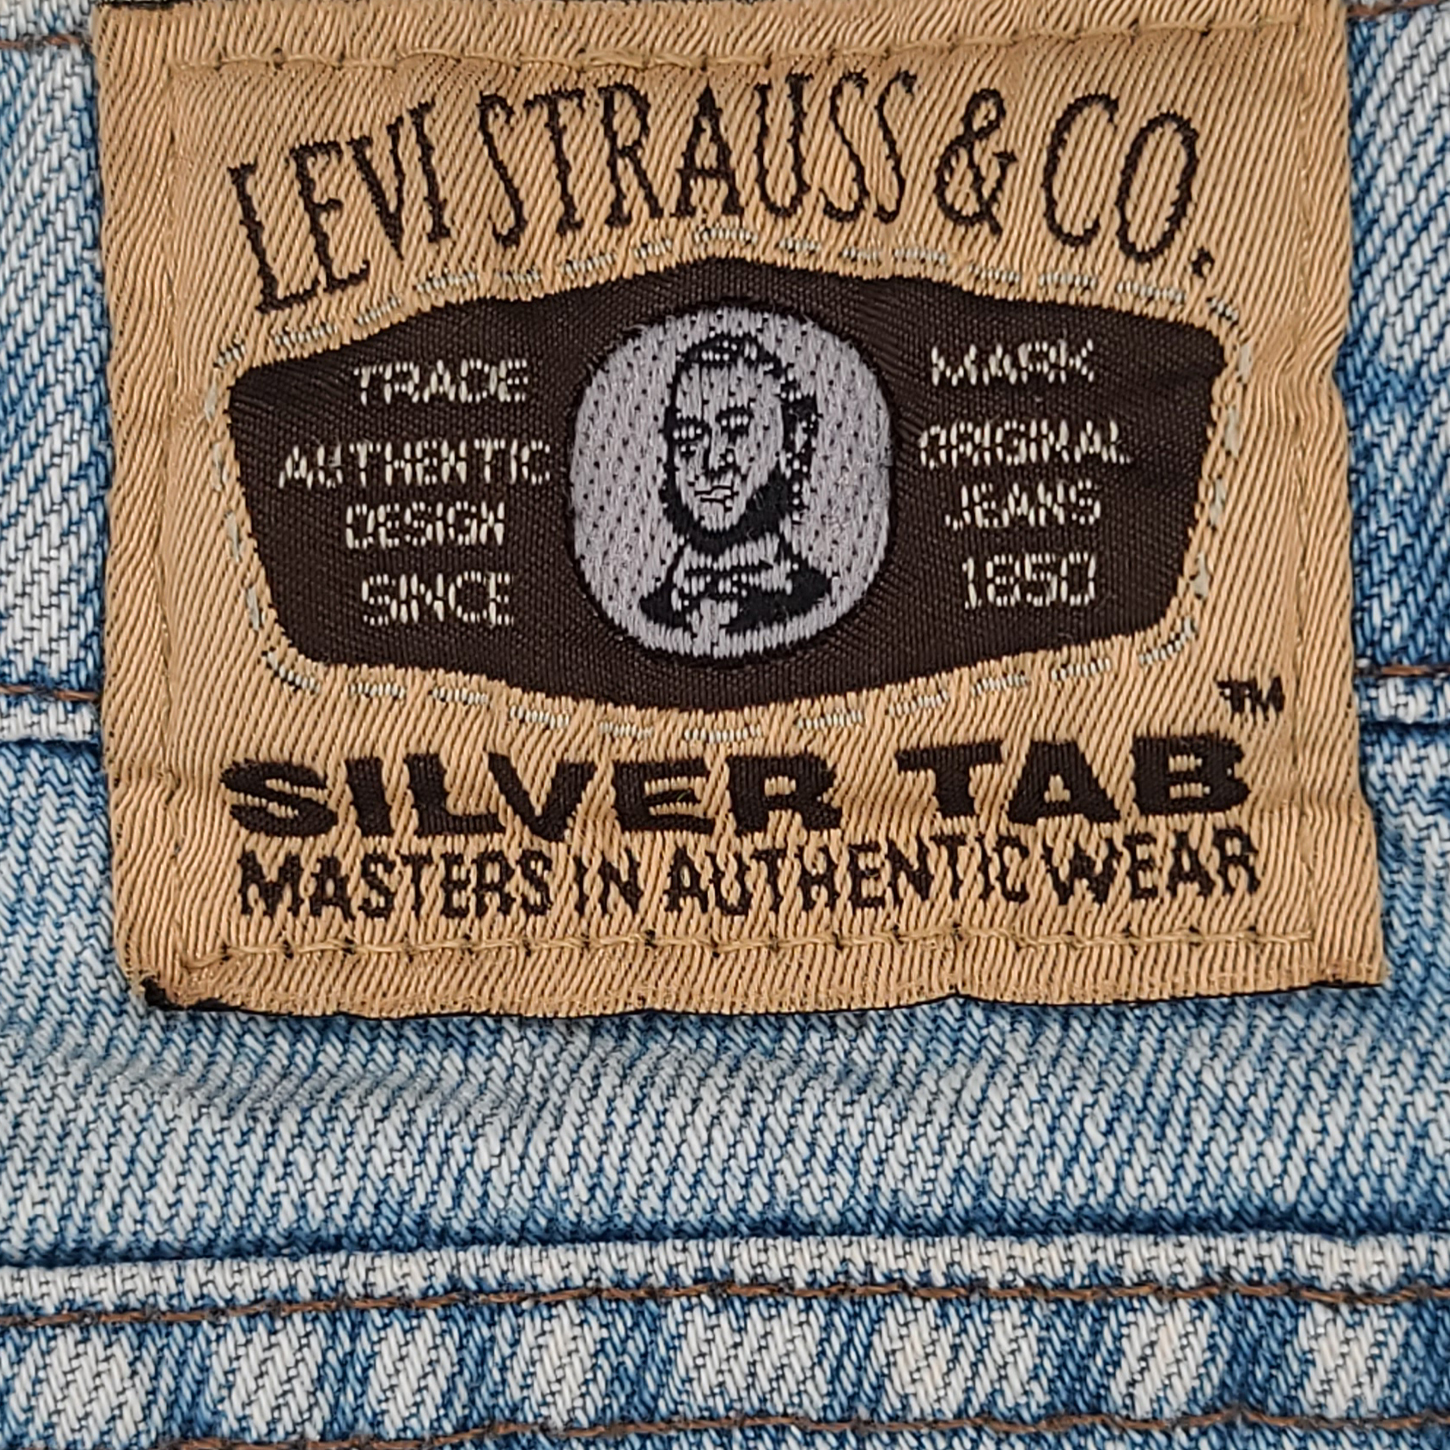 LEVI STRAUSS & CO.
TRADE MARK
AUTHENTIC ORIGINAL
DESIGN JEANS
SINCE 1850
SILVER TAB™
MASTERS IN AUTHENTIC WEAR